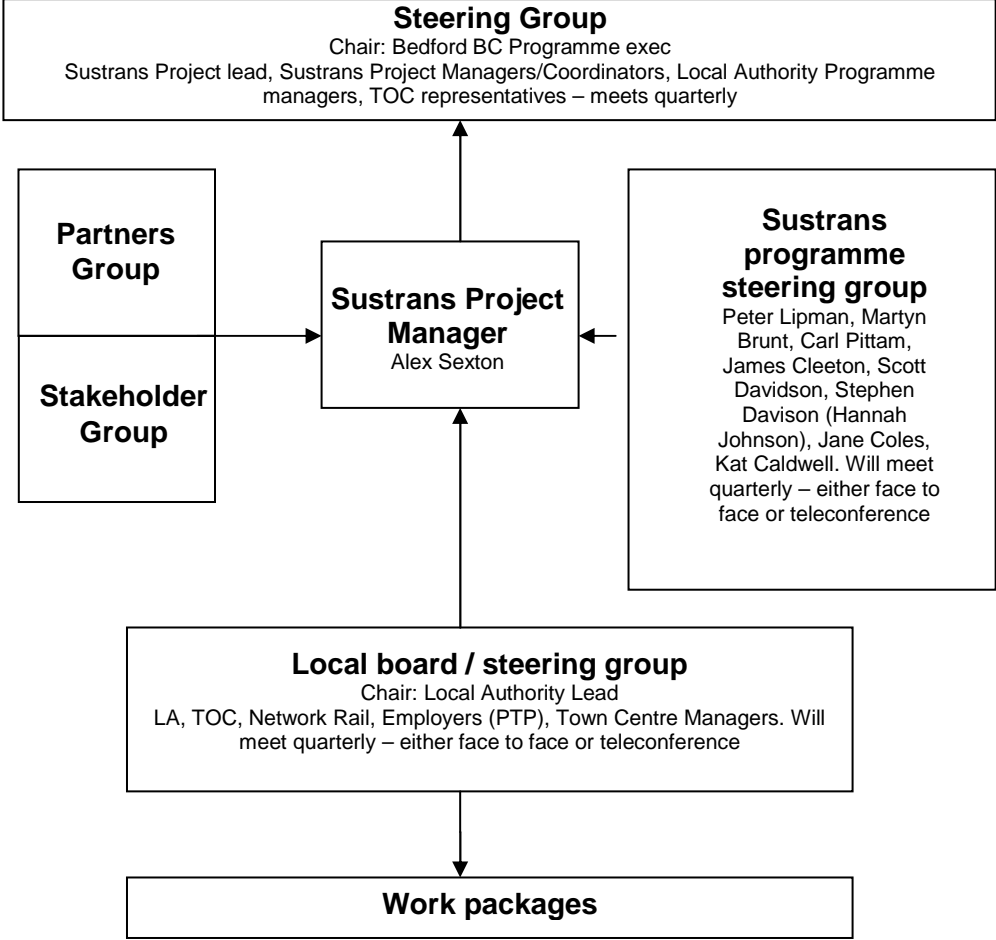 Steering Group
Chair: Bedford BC Programme exec
Sustrans Project lead, Sustrans Project Managers/Coordinators, Local Authority Programme
managers, TOC representatives – meets quarterly
Partners
Group
Stakeholder
Group
Sustrans Project
Manager
Alex Sexton
Sustrans
programme
steering group
Peter Lipman, Martyn
Brunt, Carl Pittam,
James Cleeton, Scott
Davidson, Stephen
Davison (Hannah
Johnson), Jane Coles,
Kat Caldwell. Will meet
quarterly – either face to
face or teleconference
Local board / steering group
Chair: Local Authority Lead
LA, TOC, Network Rail, Employers (PTP), Town Centre Managers. Will
meet quarterly – either face to face or teleconference
Work packages